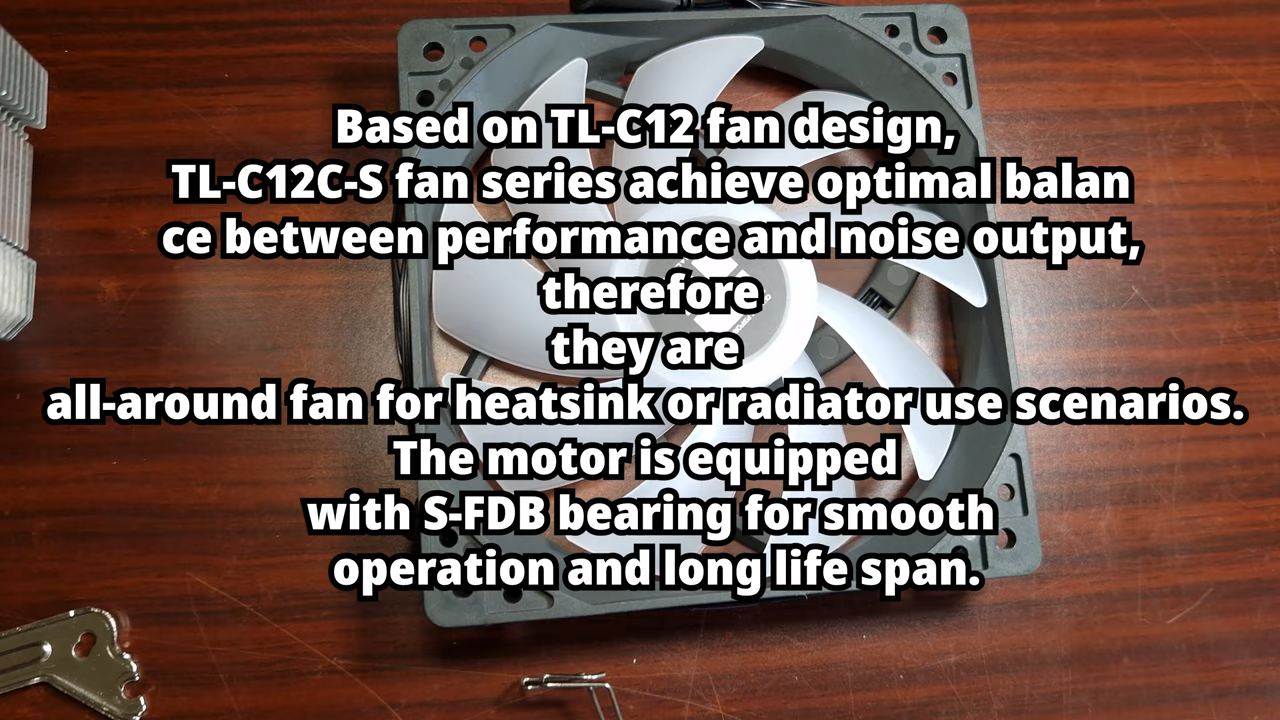 Based on TL-C12 fan design,
TL-C12C-S fan series achieve optimal balan
ce between performance and noise output,
therefore
they are
all-around fan for heatsink or radiator use scenarios.
The motor is equipped
with S-FDB bearing for smooth
operation and long life span.